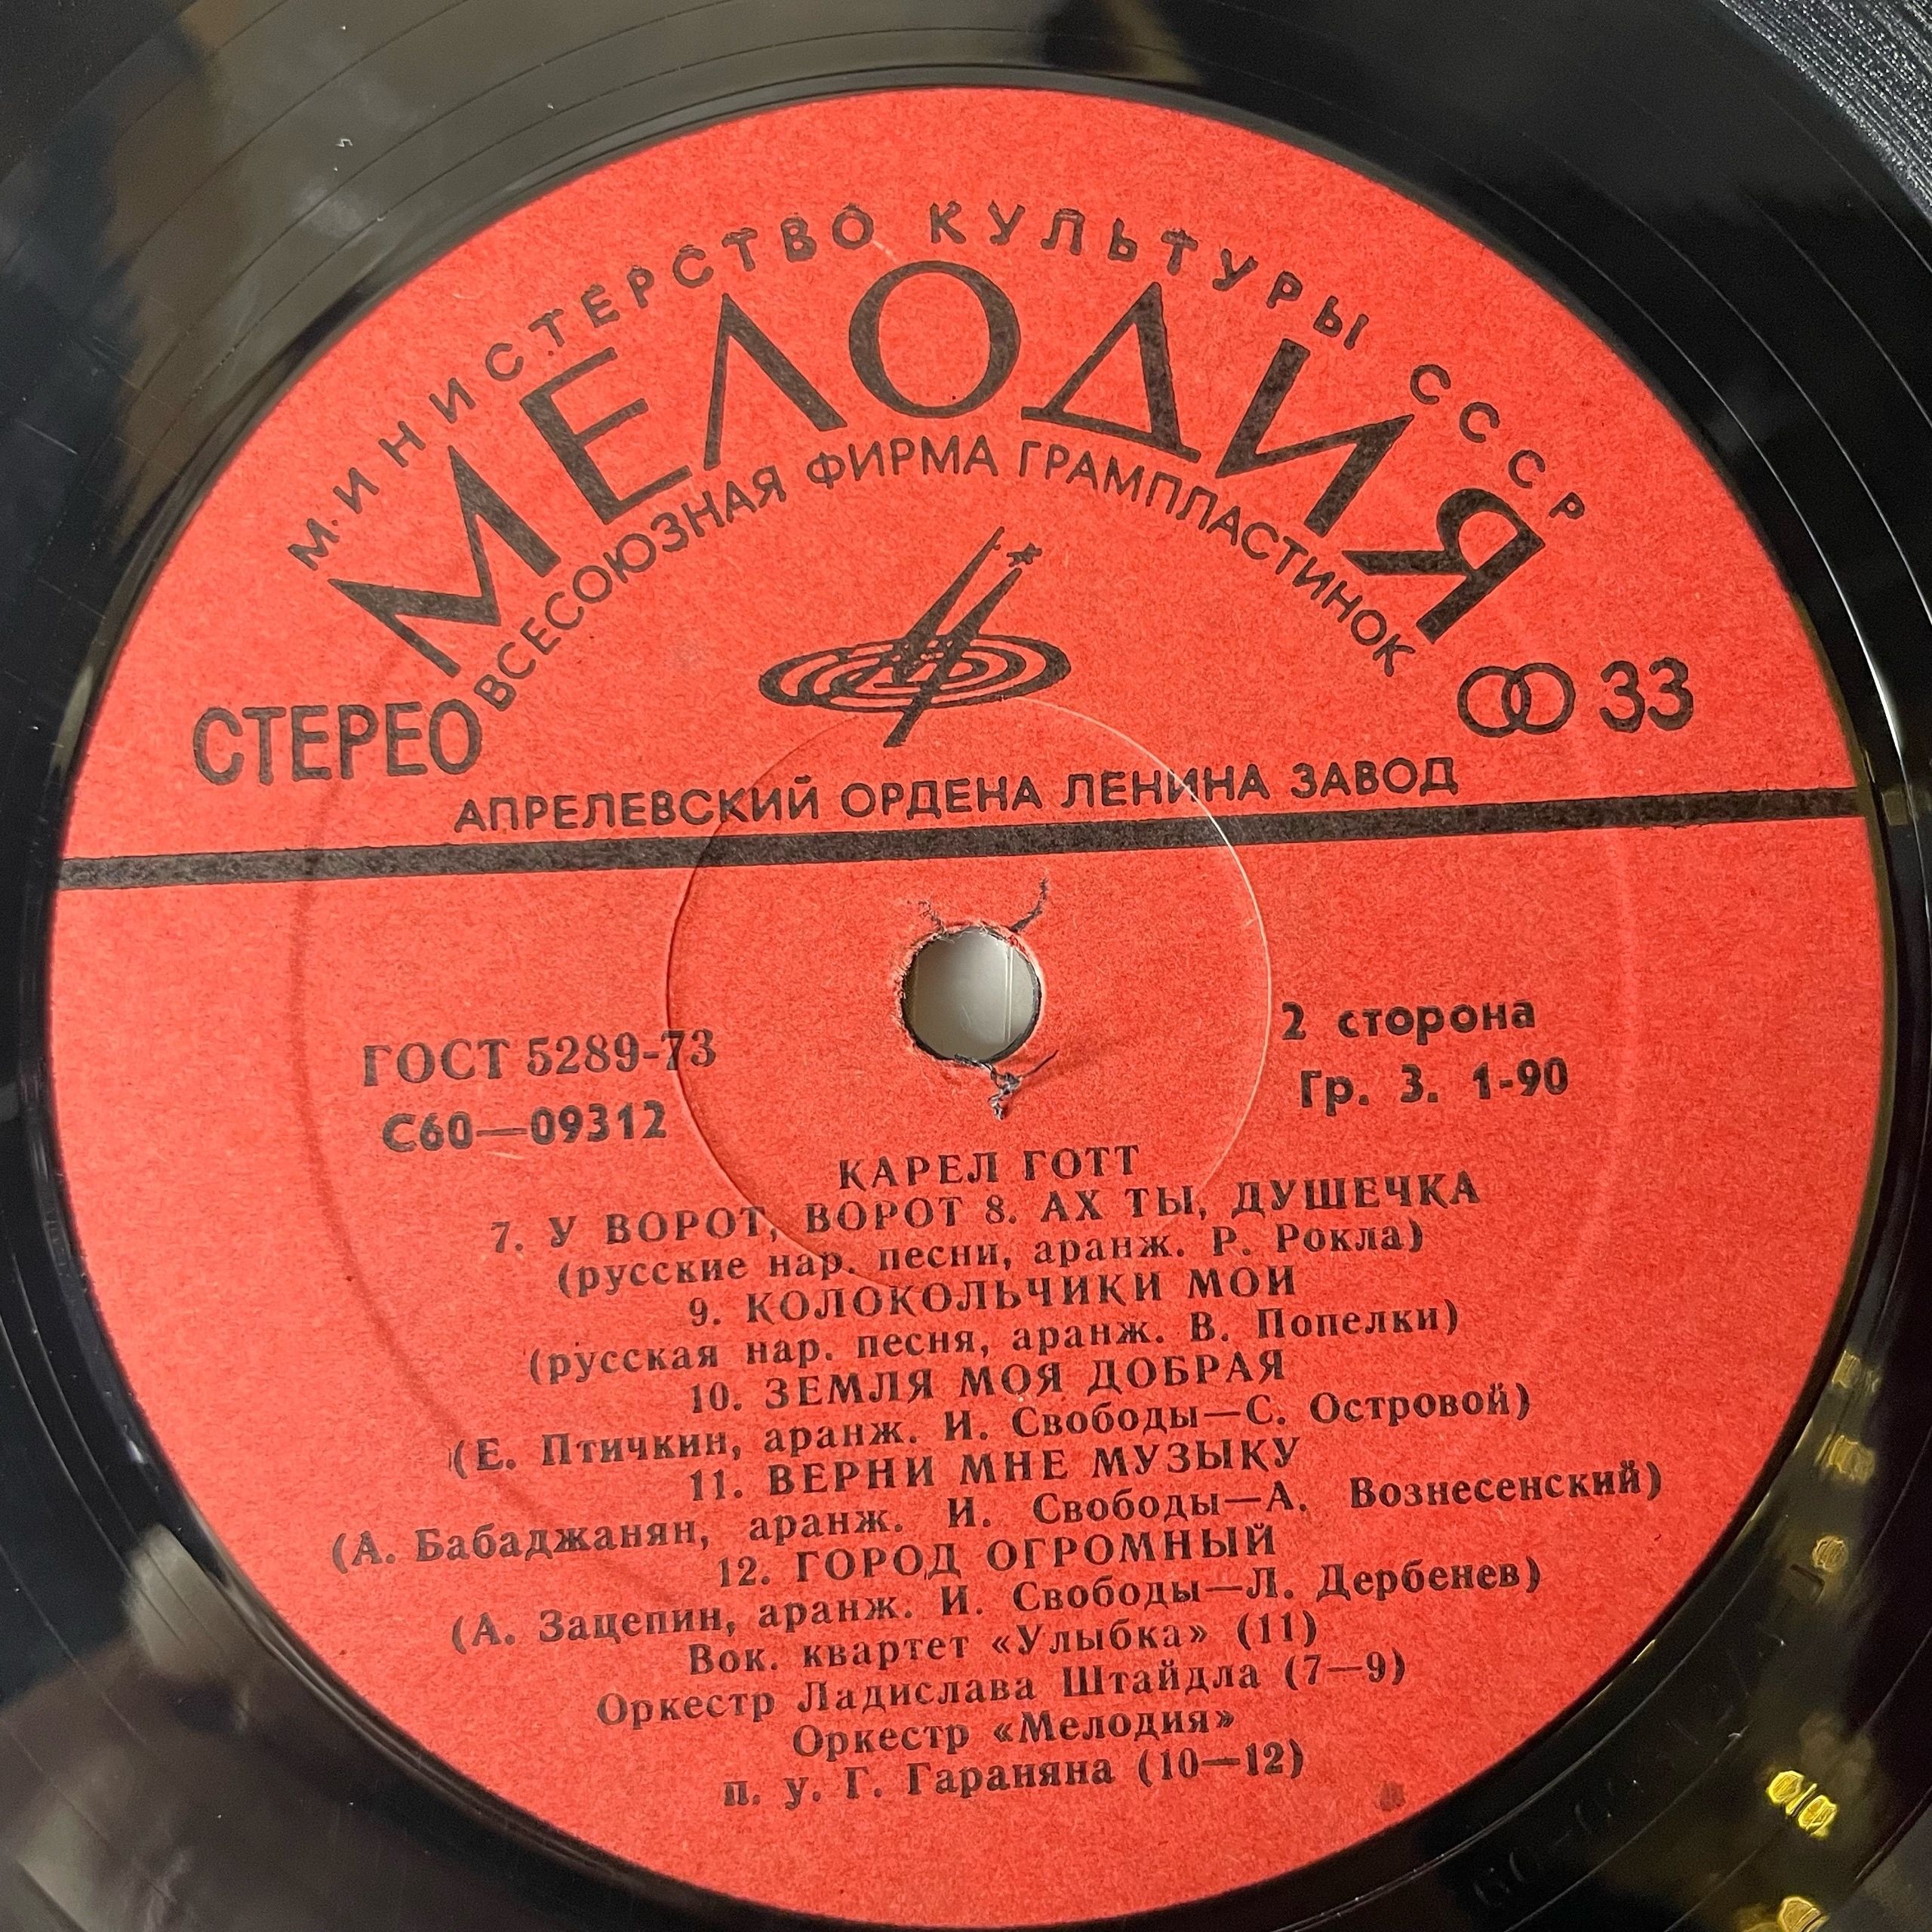 МИНИСТЕРСТВО КУЛЬТУРЫ СССР
МЕЛОДИЯ
ВСЕСОЮЗНАЯ ФИРМА ГРАМПЛАСТИНОК
СТЕРЕО
33
АПРЕЛЕВСКИЙ ОРДЕНА ЛЕНИНА ЗАВОД
ГОСТ 5289-73
С60—09312
2 сторона
Гр. 3. 1-90
КАРЕЛ ГОТТ
7. У ВОРОТ, ВОРОТ 8. АХ ТЫ, ДУШЕЧКА
(русские нар. песни, аранж. Р. Рокла)
9. КОЛОКОЛЬЧИКИ МОИ
(русская нар. песня, аранж. В. Попелки)
10. ЗЕМЛЯ МОЯ ДОБРАЯ
(Е. Птичкин, аранж. И. Свободы—С. Островой)
11. ВЕРНИ МНЕ МУЗЫКУ
(А. Бабаджанян, аранж. И. Свободы—А. Вознесенский)
12. ГОРОД ОГРОМНЫЙ
(А. Зацепин, аранж. И. Свободы—Л. Дербенев)
Вок. квартет «Улыбка» (11)
Оркестр Ладислава Штайдла (7—9)
Оркестр «Мелодия»
п. у. Г. Гараняна (10—12)